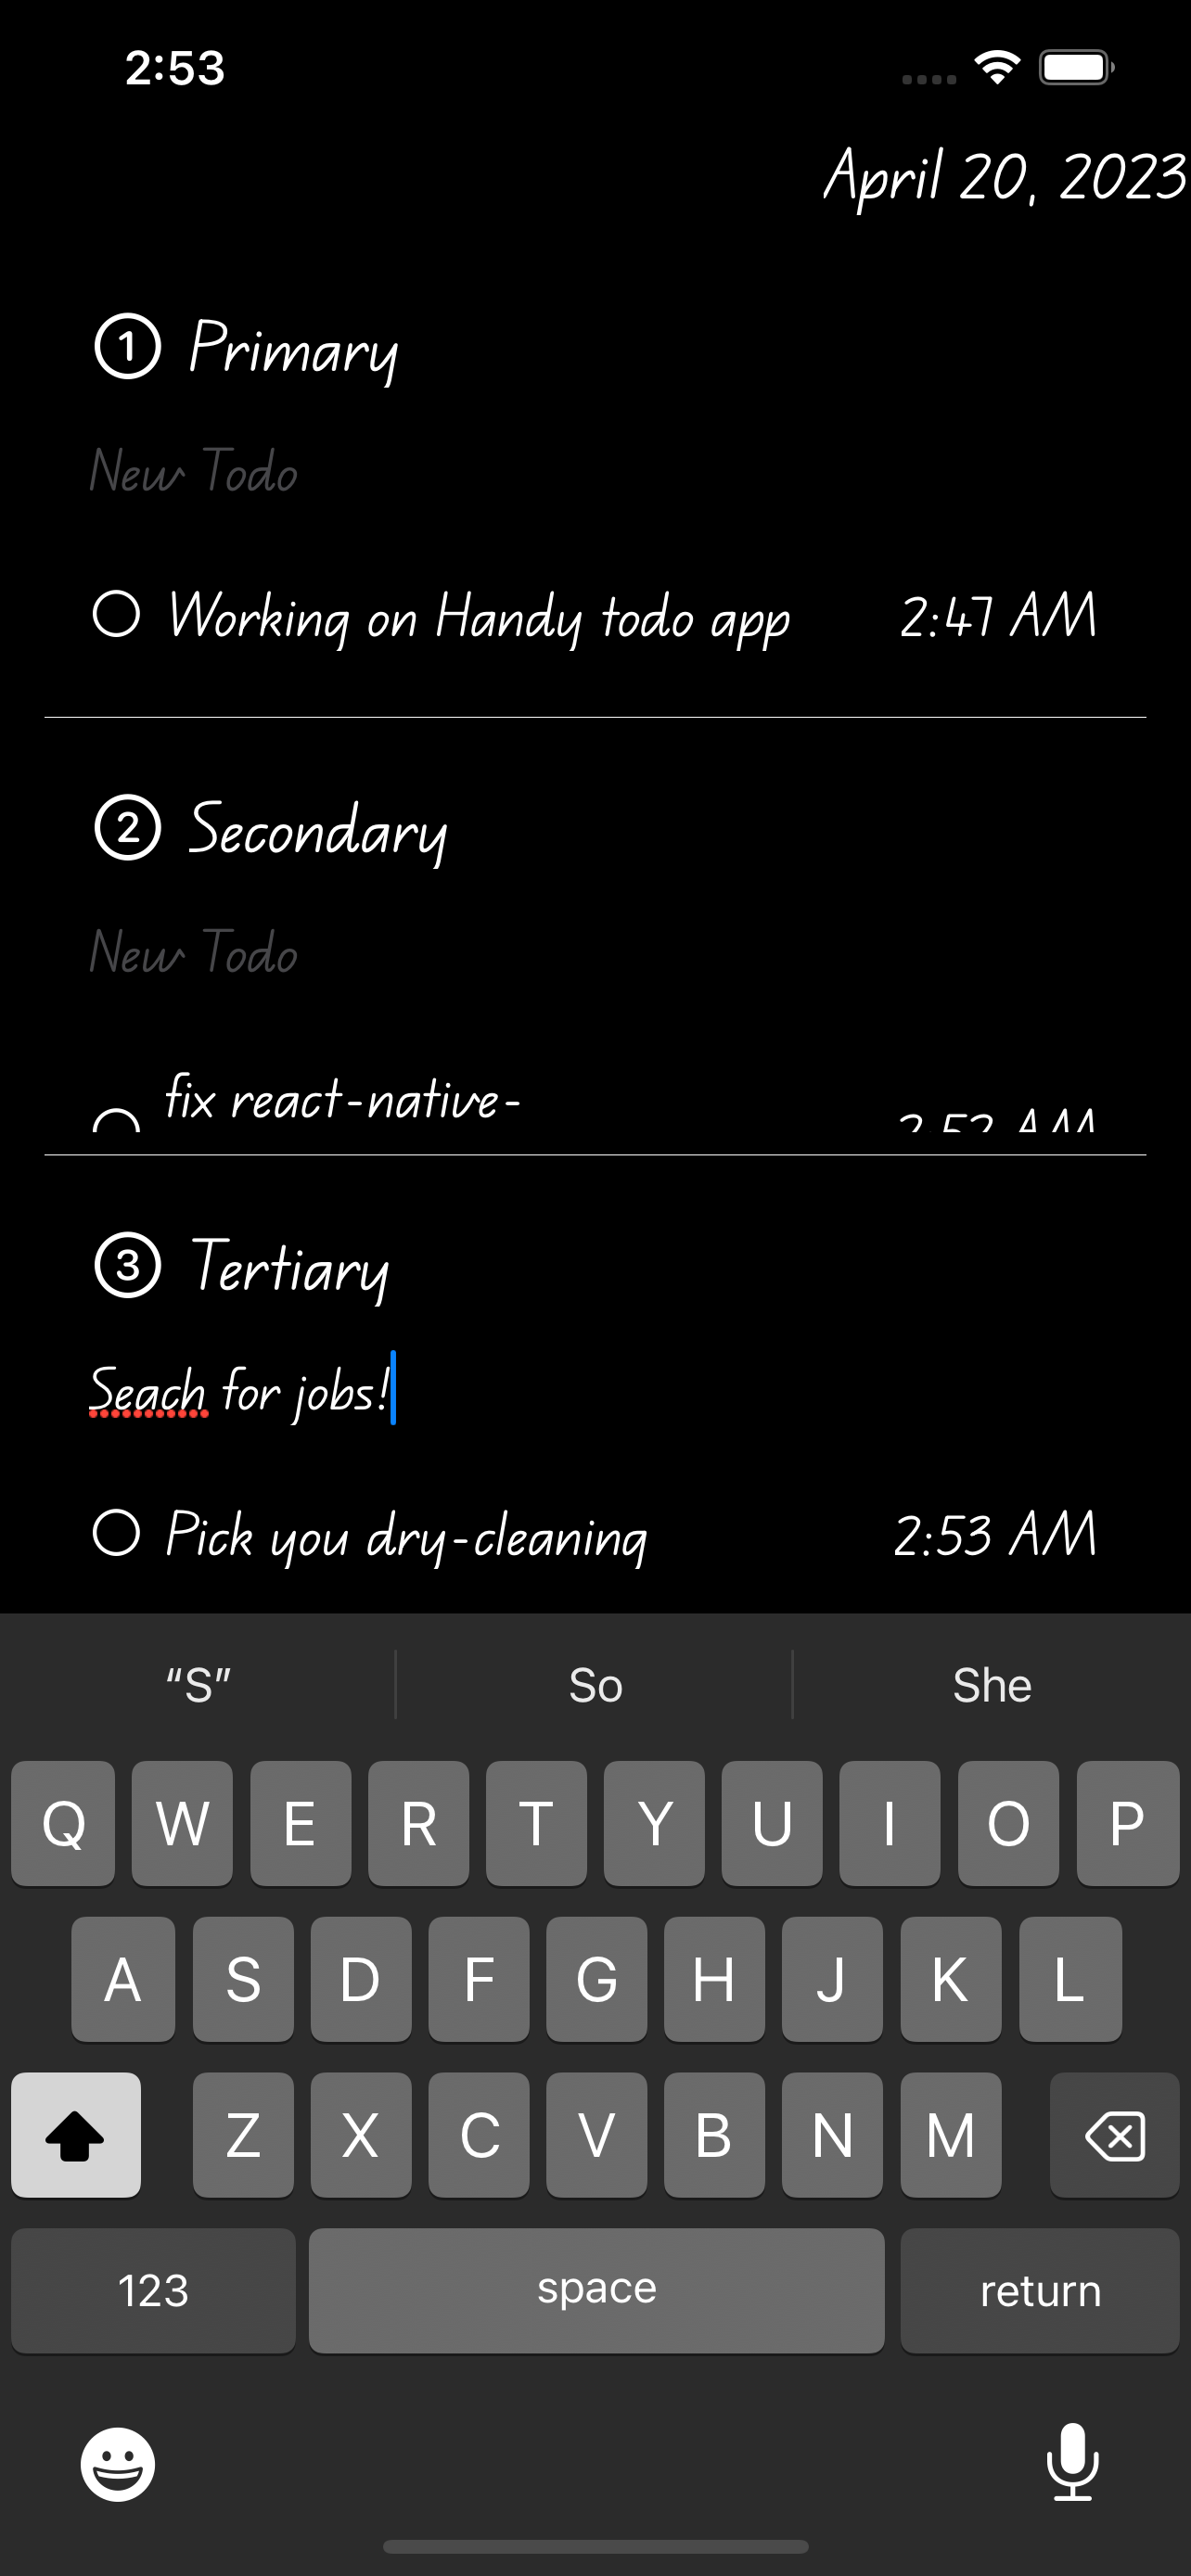 2:53
April 20, 2023
1 Primary
New Todo
Working on Handy todo app 2:47 AM
2 Secondary
New Todo
fix react-native-
AM
3 Tertiary
Seach for jobs!
Pick you dry-cleaning 2:53 AM
“S” So She
Q W E R T Y U I O P
A S D F G H J K L
Z X C V B N M
123 space return